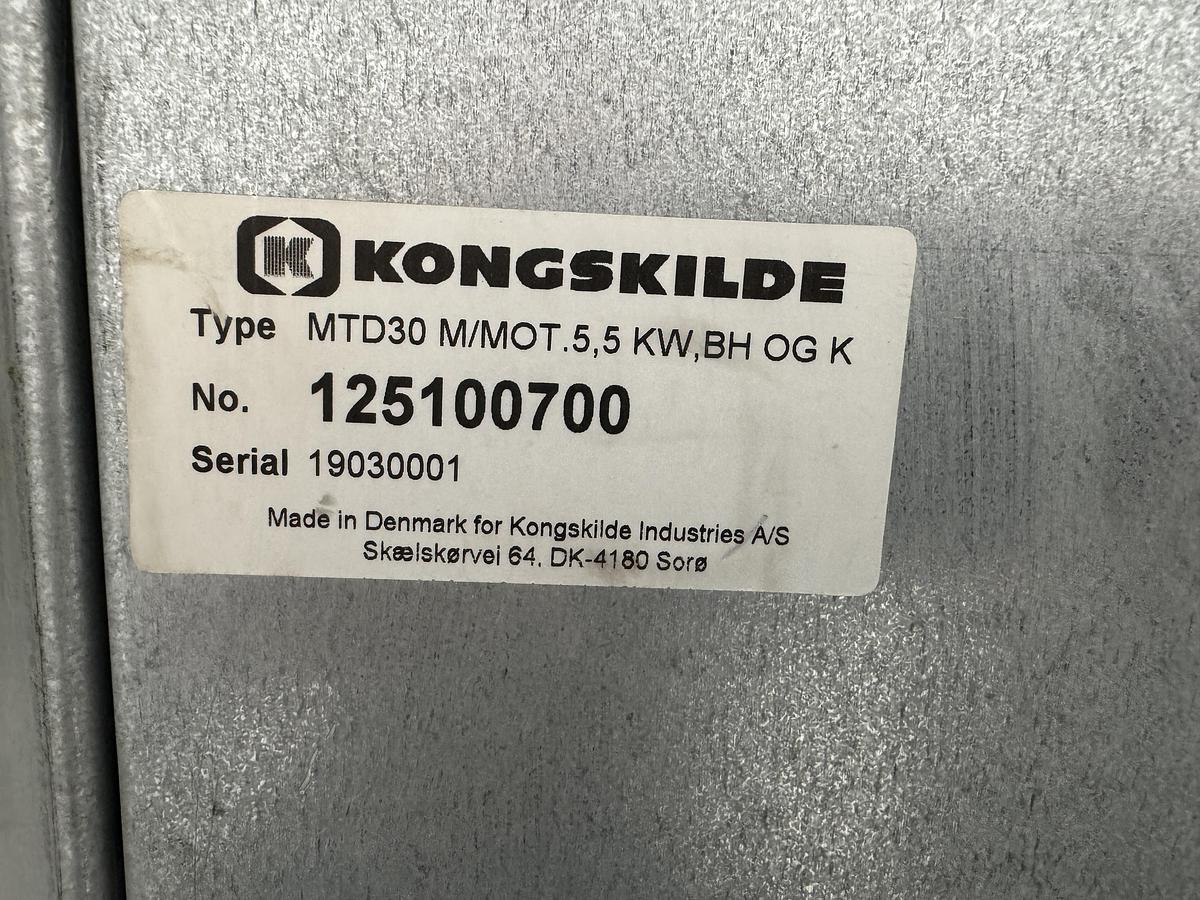 K KONGSKILDE
Type MTD30 M/MOT.5,5 KW,BH OG K
No. 125100700
Serial 19030001
Made in Denmark for Kongskilde Industries A/S
Skælskørvej 64. DK-4180 Sorø